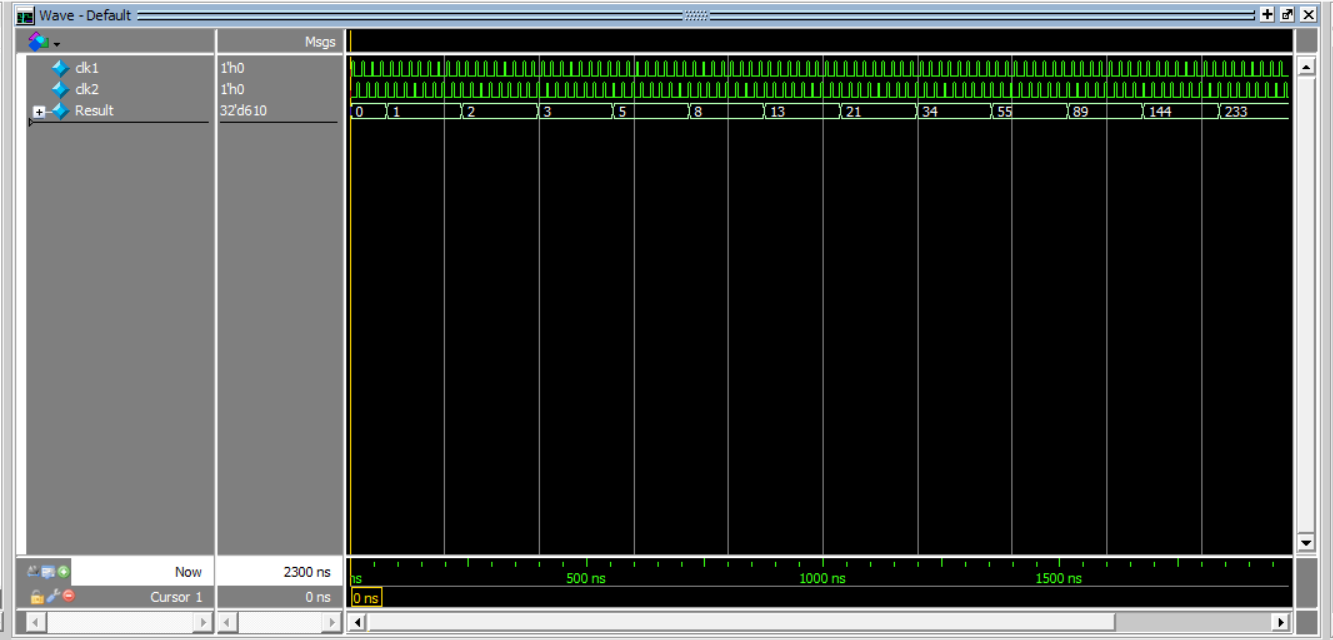 Wave - Default
Msgs
clk1 1'h0
clk2 1'h0
Result 32'd610 0 1 2 3 5 8 13 21 34 55 89 144 233
Now 2300 ns ns 500 ns 1000 ns 1500 ns
Cursor 1 0 ns 0 ns